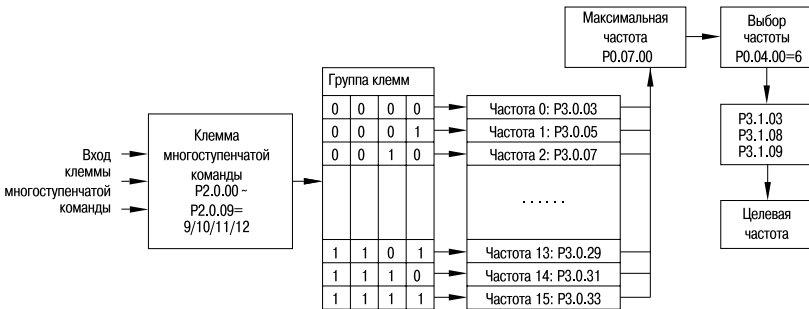 Вход
клеммы
многоступенчатой
команды
Клемма
многоступенчатой
команды
P2.0.00 ~
P2.0.09=
9/10/11/12
Группа клемм
0 0 0 0
0 0 0 1
0 0 1 0
1 1 0 1
1 1 1 0
1 1 1 1
Частота 0: P3.0.03
Частота 1: P3.0.05
Частота 2: P3.0.07
......
Частота 13: P3.0.29
Частота 14: P3.0.31
Частота 15: P3.0.33
Максимальная
частота
P0.07.00
Выбор
частоты
P0.04.00=6
P3.1.03
P3.1.08
P3.1.09
Целевая
частота